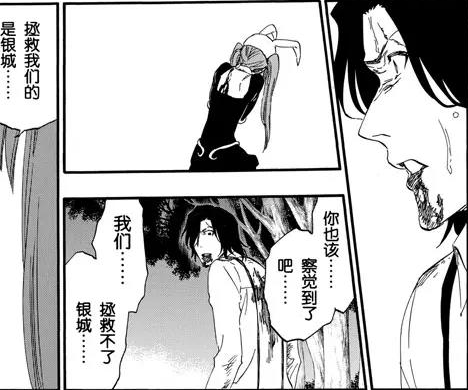 你也该……
察觉到了
吧……
我们……
拯救不了
银城……
拯救我们的
是银城……